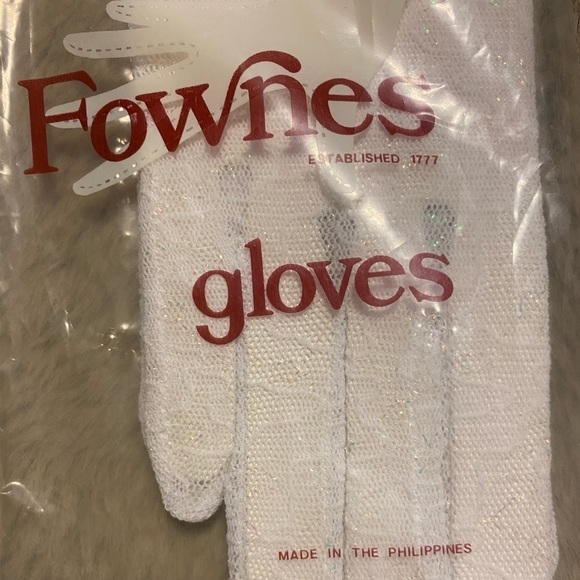 Fownes
ESTABLISHED 1777
gloves
MADE IN THE PHILIPPINES